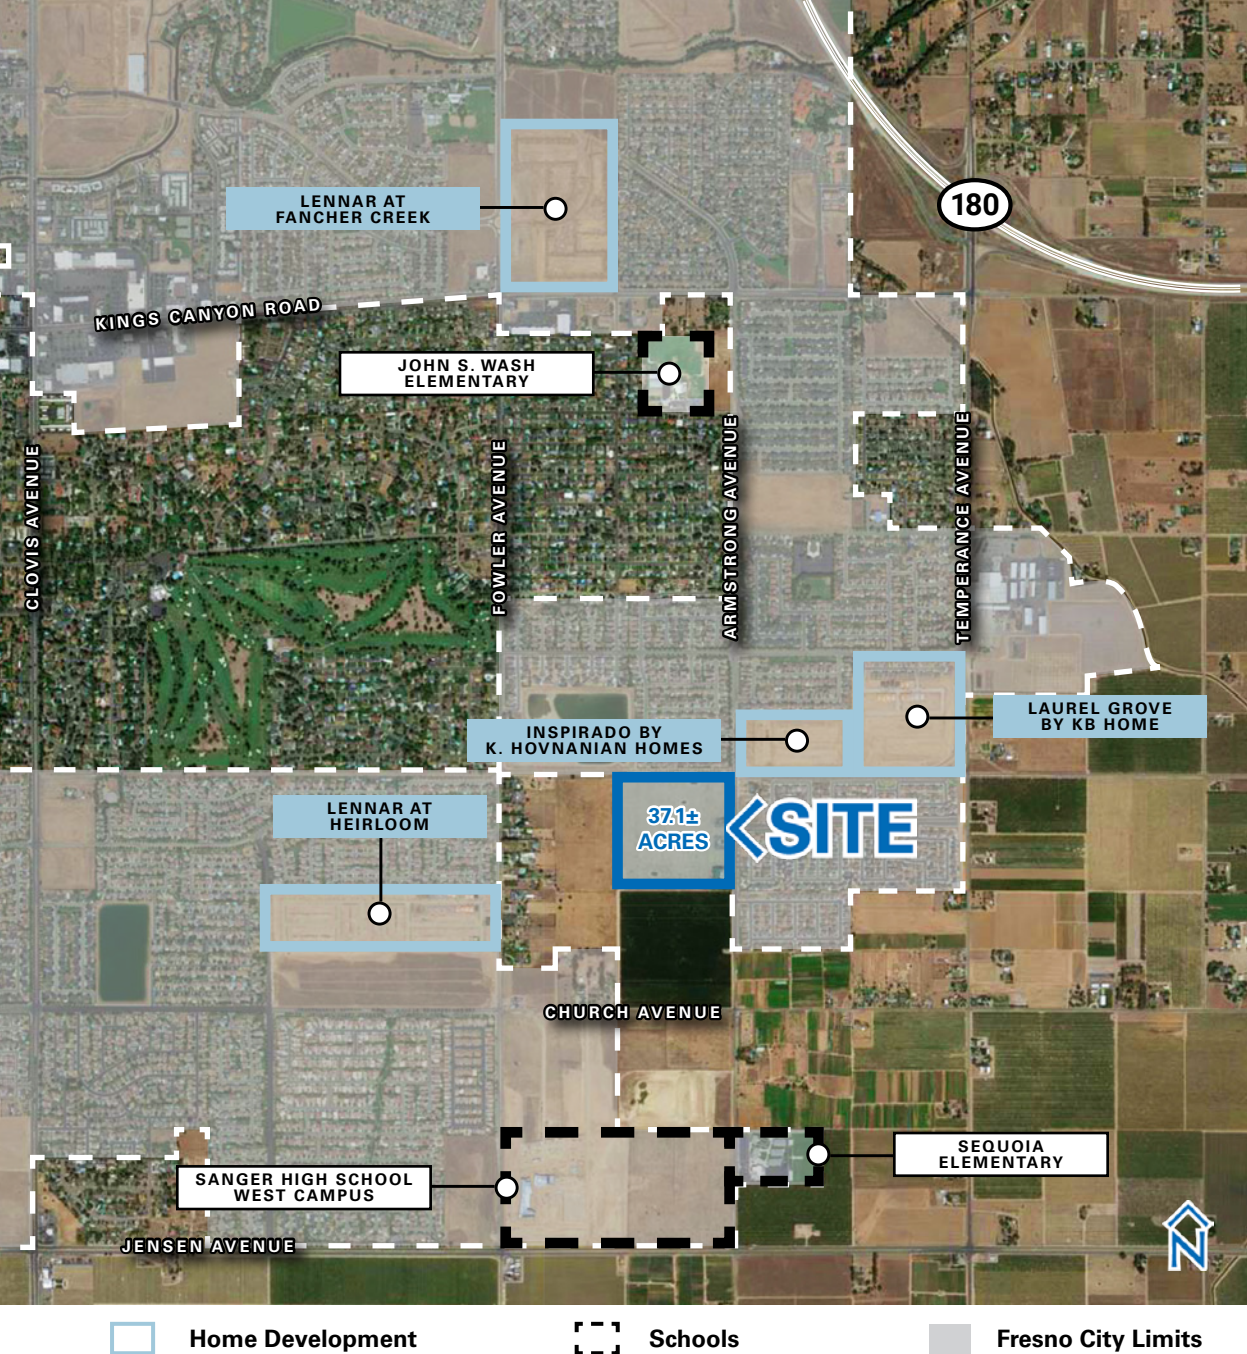 180
LENNAR AT
FANCHER CREEK
KINGS CANYON ROAD
JOHN S. WASH
ELEMENTARY
CLOVIS AVENUE
FOWLER AVENUE
ARMSTRONG AVENUE
TEMPERANCE AVENUE
LAUREL GROVE
BY KB HOME
INSPIRADO BY
K. HOVNANIAN HOMES
LENNAR AT
HEIRLOOM
37.1±
ACRES
SITE
CHURCH AVENUE
SEQUOIA
ELEMENTARY
SANGER HIGH SCHOOL
WEST CAMPUS
JENSEN AVENUE
N
Home Development
Schools
Fresno City Limits